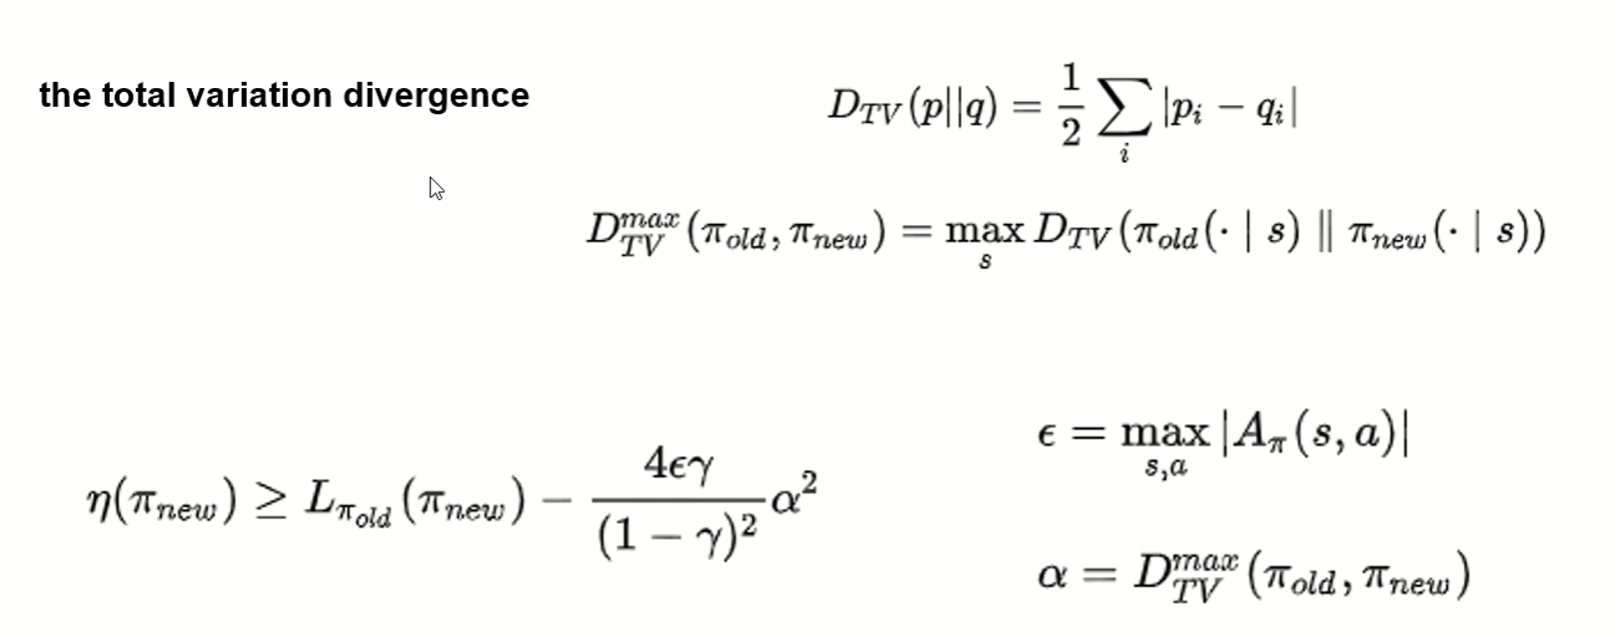 the total variation divergence
D_{TV}(p||q) = \frac{1}{2} \sum_i |p_i - q_i|
D_{TV}^{max}(\pi_{old}, \pi_{new}) = \max_s D_{TV}(\pi_{old}(\cdot \mid s) \parallel \pi_{new}(\cdot \mid s))
\eta(\pi_{new}) \geq L_{\pi_{old}}(\pi_{new}) - \frac{4\epsilon\gamma}{(1-\gamma)^2} \alpha^2
\epsilon = \max_{s,a} |A_\pi(s, a)|
\alpha = D_{TV}^{max}(\pi_{old}, \pi_{new})